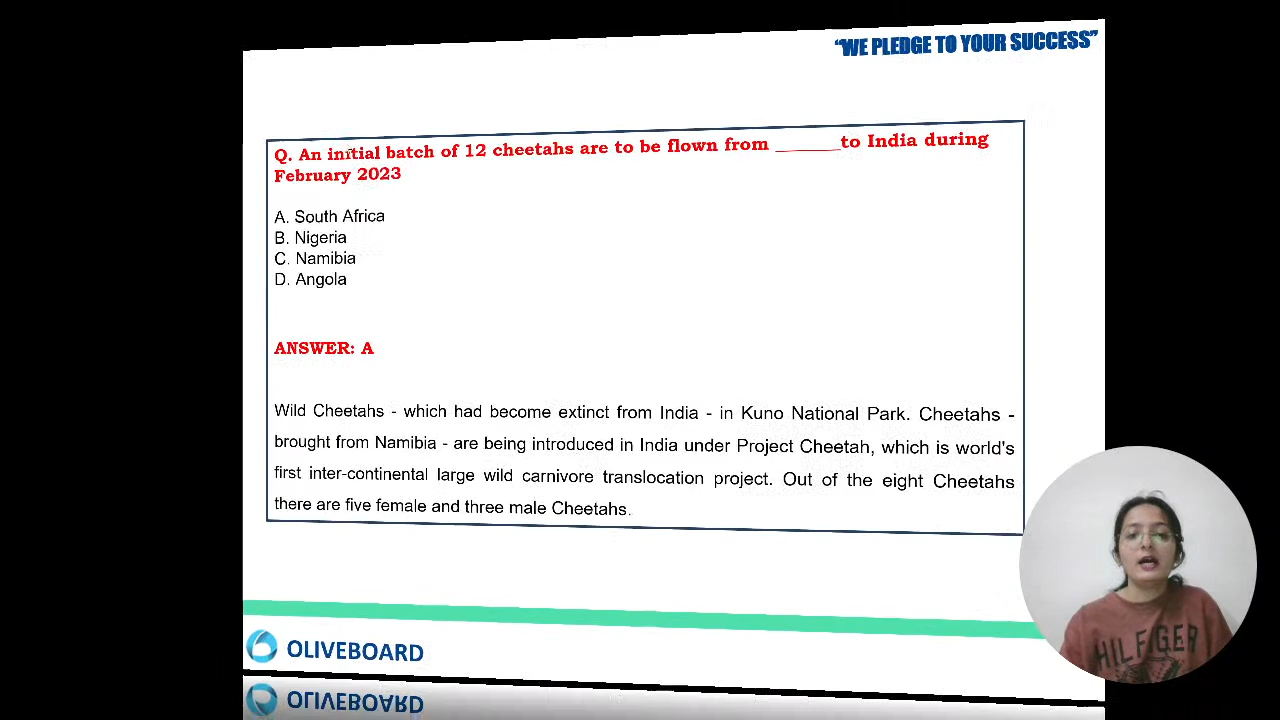 “WE PLEDGE TO YOUR SUCCESS”
Q. An initial batch of 12 cheetahs are to be flown from ______to India during
February 2023
A. South Africa
B. Nigeria
C. Namibia
D. Angola
ANSWER: A
Wild Cheetahs - which had become extinct from India - in Kuno National Park. Cheetahs -
brought from Namibia - are being introduced in India under Project Cheetah, which is world's
first inter-continental large wild carnivore translocation project. Out of the eight Cheetahs
there are five female and three male Cheetahs.
HILFIGER
OLIVEBOARD
OLIVEBOARD